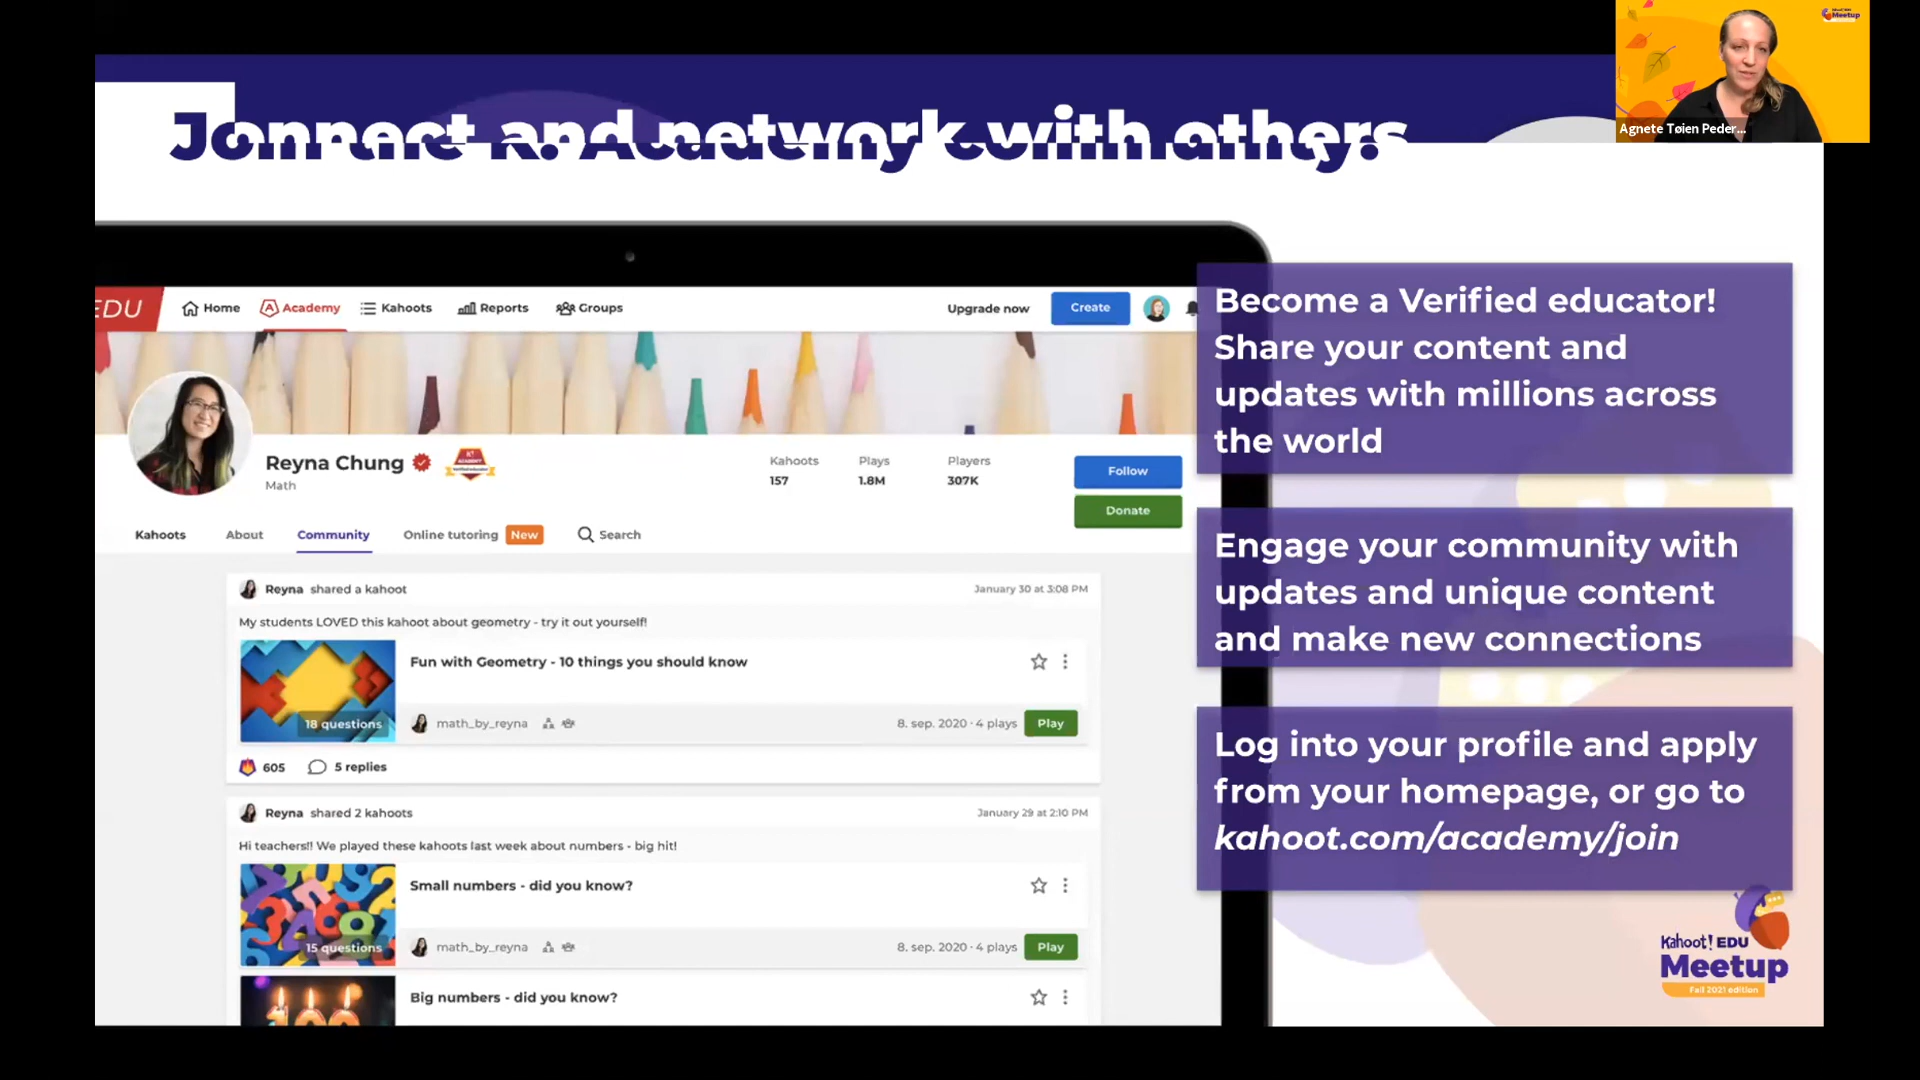 Meetup
Agnete Tøien Peder...
EDU
Home
Academy
Kahoots
Reports
Groups
Upgrade now
Create
Reyna Chung
Math
K!
ACADEMY
Verified educator
Kahoots
157
Plays
1.8M
Players
307K
Follow
Donate
Kahoots
About
Community
Online tutoring
New
Search
Reyna shared a kahoot
January 30 at 3:08 PM
My students LOVED this kahoot about geometry - try it out yourself!
Fun with Geometry - 10 things you should know
18 questions
math_by_reyna
8. sep. 2020 · 4 plays
Play
605
5 replies
Reyna shared 2 kahoots
January 29 at 2:10 PM
Hi teachers!! We played these kahoots last week about numbers - big hit!
Small numbers - did you know?
15 questions
math_by_reyna
8. sep. 2020 · 4 plays
Play
Big numbers - did you know?
100
Become a Verified educator!
Share your content and
updates with millions across
the world
Engage your community with
updates and unique content
and make new connections
Log into your profile and apply
from your homepage, or go to
kahoot.com/academy/join
Kahoot! EDU
Meetup
Fall 2021 edition